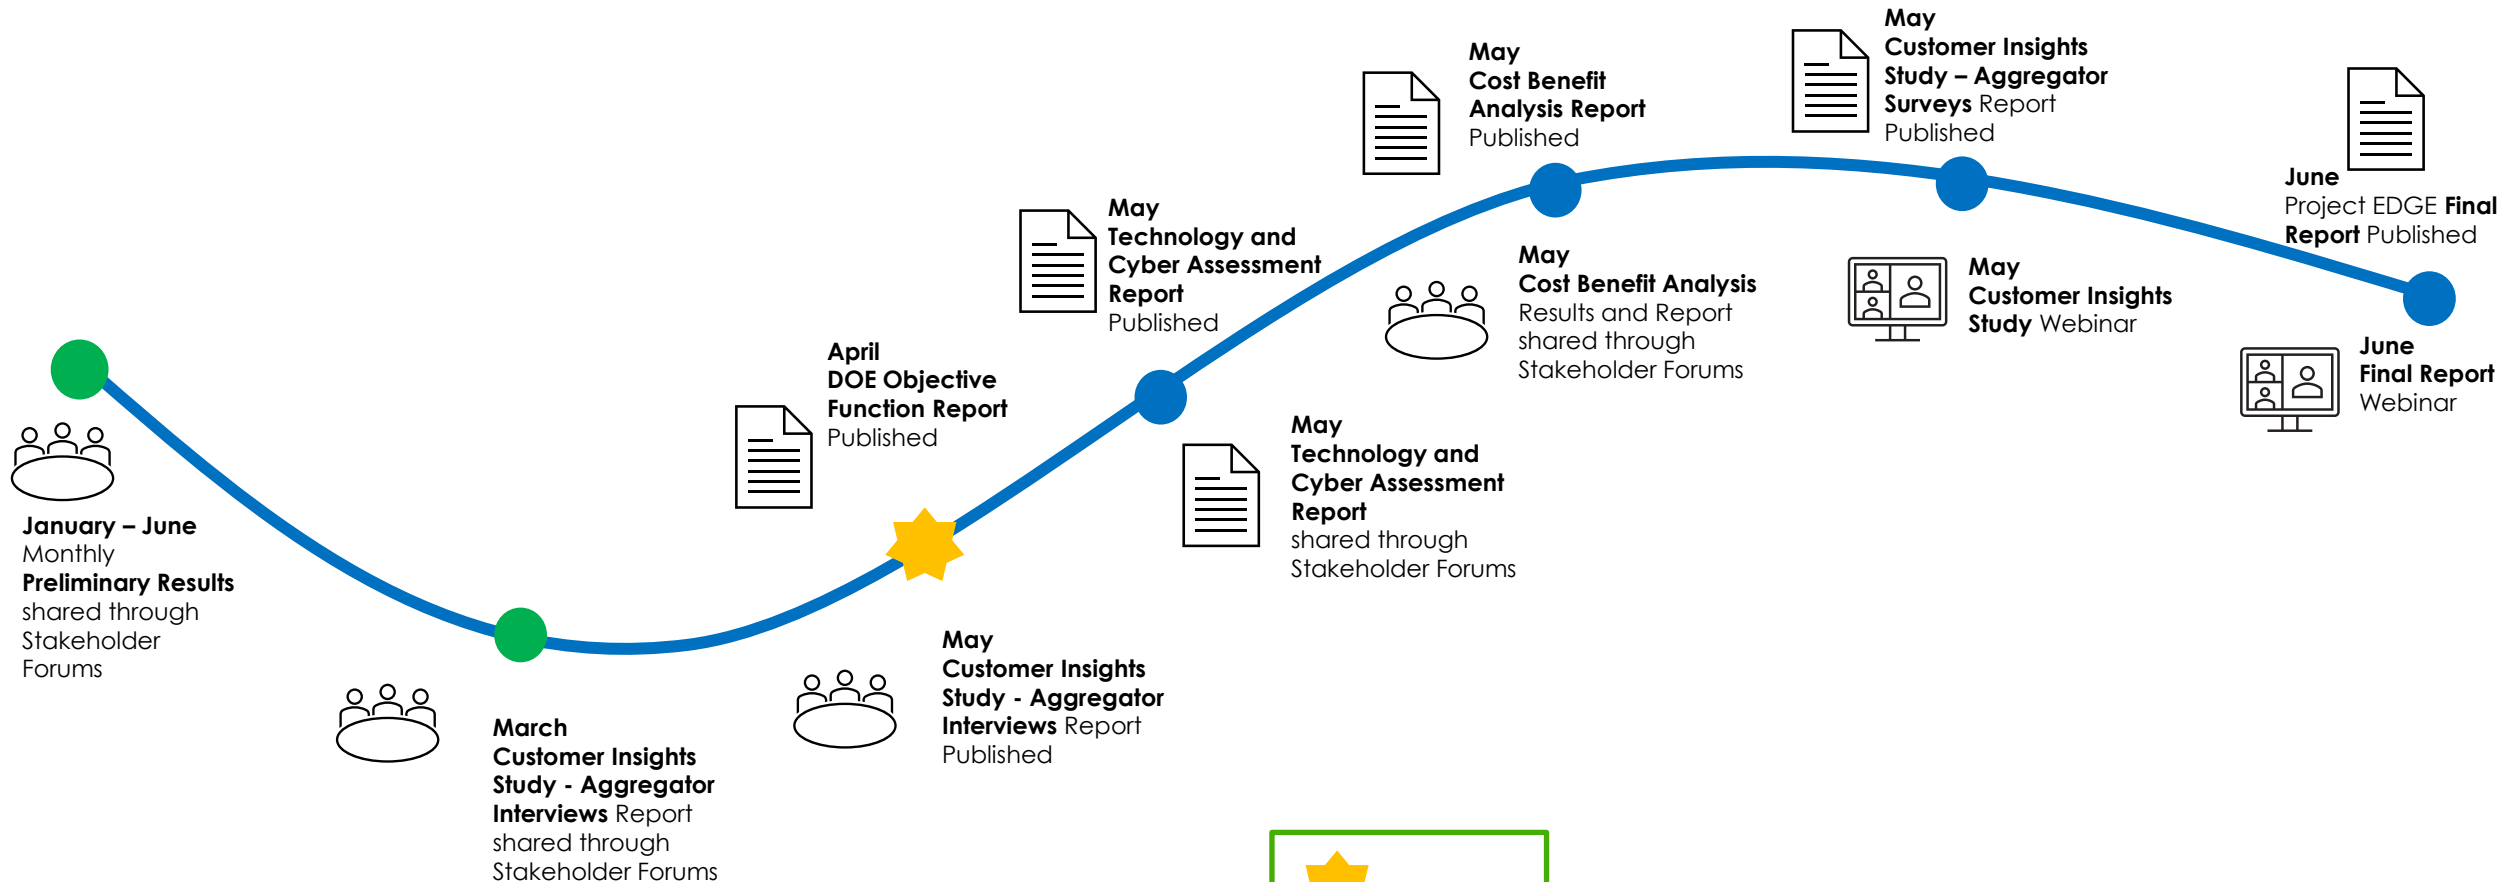 January – June
Monthly
Preliminary Results
shared through
Stakeholder
Forums
March
Customer Insights
Study - Aggregator
Interviews Report
shared through
Stakeholder Forums
April
DOE Objective
Function Report
Published
May
Customer Insights
Study - Aggregator
Interviews Report
Published
May
Technology and
Cyber Assessment
Report
Published
May
Technology and
Cyber Assessment
Report
shared through
Stakeholder Forums
May
Cost Benefit
Analysis Report
Published
May
Cost Benefit Analysis
Results and Report
shared through
Stakeholder Forums
May
Customer Insights
Study – Aggregator
Surveys Report
Published
May
Customer Insights
Study Webinar
June
Project EDGE Final
Report Published
June
Final Report
Webinar